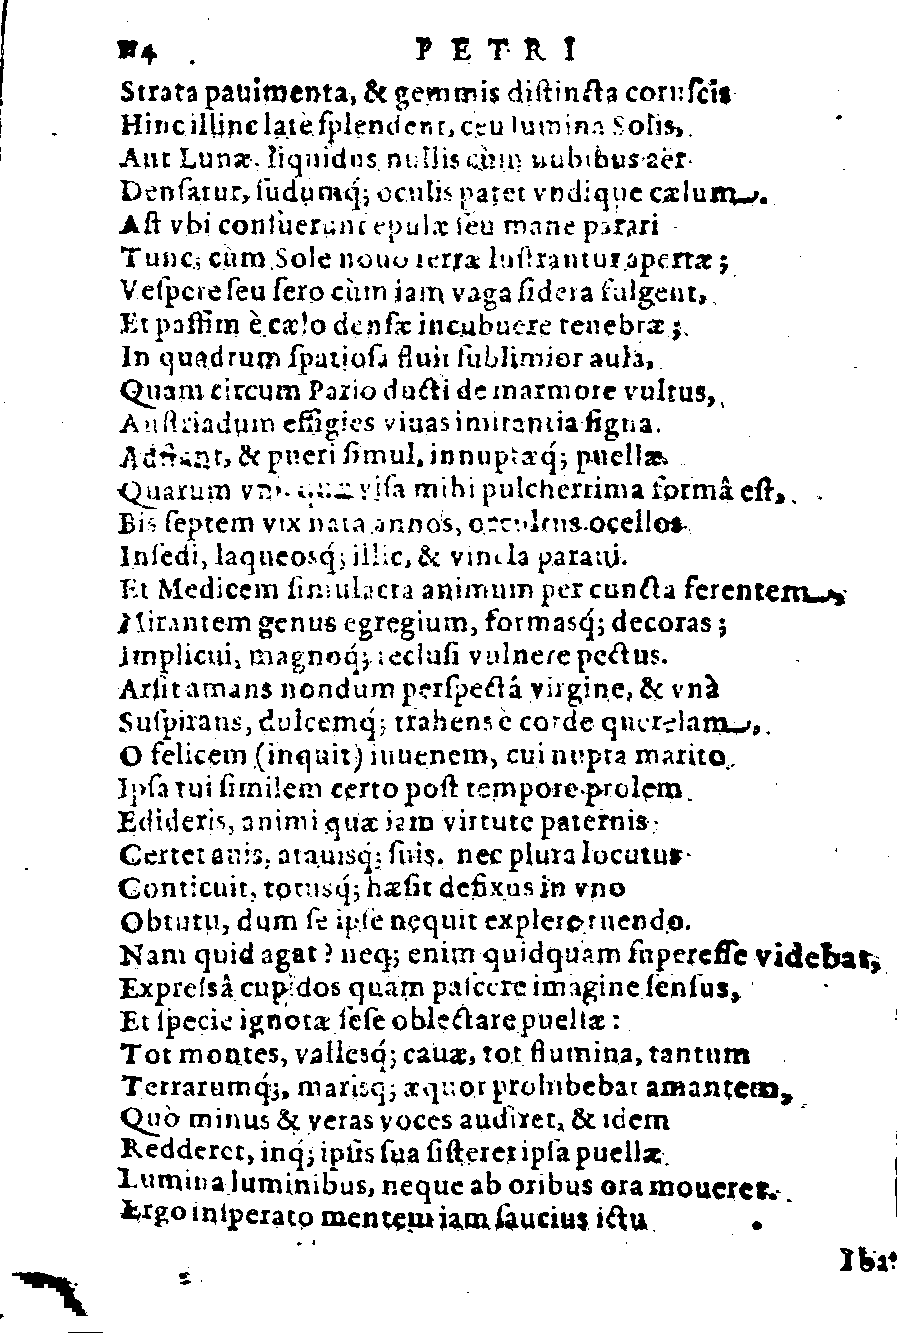 114 PETRI
Strata pauimenta, & gemmis distincta coruscis
Hinc illinc latè splendent, ceu lumina Solis,
Aut Lunæ, liquidus nullis cùm nubibus aër
Densatur, sudumq́; oculis patet vndique cælum.
Ast vbi consueuerunt epulæ seu mane parari
Tunc, cùm Sole nouo terræ lustrantur apertæ;
Vespere seu sero cùm iam vaga sidera fulgent,
Et passim è cælo densæ incubuere tenebræ;
In quadrum spatiosa fluit sublimior aula,
Quam circum Pario ducti de marmore vultus,
Austriadum effigies viuas imitantia signa.
Adstant, & pueri simul, innuptæq́; puellæ.
Quarum visa mihi pulcherrima formâ est,
Bis septem vix nata annos, occulens ocellos
Insedi, laqueosq́; illic, & vincla paraui.
Et Medicem simulacra animum per cuncta ferentem,
Mirantem genus egregium, formasq́; decoras;
Implicui, magnoq́; reclusi vulnere pectus.
Arsit amans nondum perspectâ virgine, & vnà
Suspirans, dulcemq́; trahens è corde querelam,
O felicem (inquit) iuuenem, cui nupta marito
Ipsa tui similem certo post tempore prolem
Edideris, animi quæ iam virtute paternis
Certet auis, atauisq́; suis. nec plura locutus
Conticuit, totusq́; hæsit defixus in vno
Obtutu, dum se ipse nequit explere tuendo.
Nam quid agat? neq; enim quidquam superesse videbat,
Expressâ cupidos quàm pascere imagine sensus,
Et specie ignotæ sese oblectare puellæ:
Tot montes, vallesq́; cauæ, tot flumina, tantum
Terrarumq́;, marisq́; æquor prohibebat amantem,
Quò minus & veras voces audiret, & idem
Redderet, inq́; ipsis sua sisteret ipsa puellæ
Lumina luminibus, neque ab oribus ora moueret.
Ergo insperato mentem iam saucius ictu
Ibat